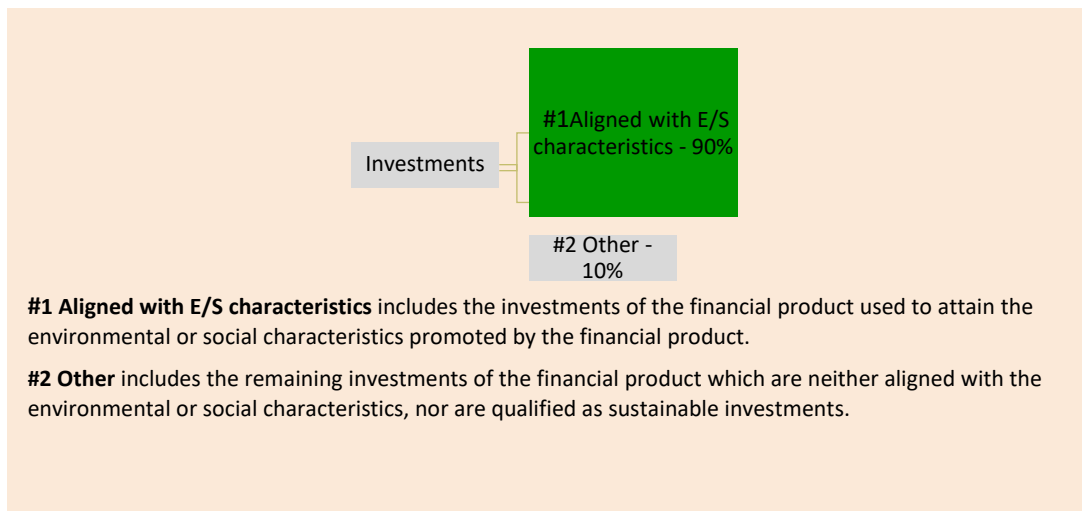 #1Aligned with E/S
characteristics - 90%
Investments
#2 Other -
10%
#1 Aligned with E/S characteristics includes the investments of the financial product used to attain the
environmental or social characteristics promoted by the financial product.
#2 Other includes the remaining investments of the financial product which are neither aligned with the
environmental or social characteristics, nor are qualified as sustainable investments.